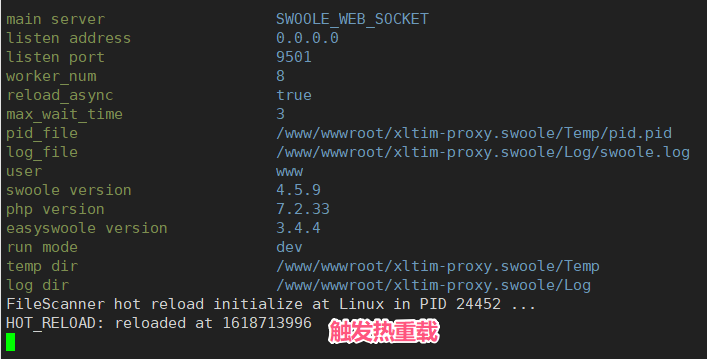 main server SWOOLE_WEB_SOCKET
listen address 0.0.0.0
listen port 9501
worker_num 8
reload_async true
max_wait_time 3
pid_file /www/wwwroot/xltim-proxy.swoole/Temp/pid.pid
log_file /www/wwwroot/xltim-proxy.swoole/Log/swoole.log
user www
swoole version 4.5.9
php version 7.2.33
easyswoole version 3.4.4
run mode dev
temp dir /www/wwwroot/xltim-proxy.swoole/Temp
log dir /www/wwwroot/xltim-proxy.swoole/Log
FileScanner hot reload initialize at Linux in PID 24452 ...
HOT_RELOAD: reloaded at 1618713996 触发热重载